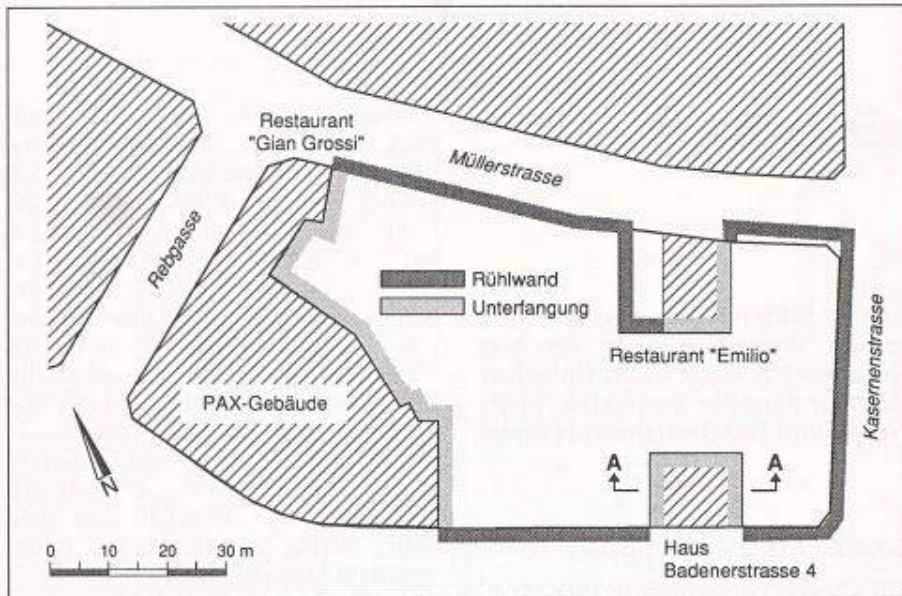 Restaurant
"Gian Grossi"
Müllerstrasse
Rebgasse
Rühlwand
Unterfangung
Restaurant "Emilio"
Kasernenstrasse
PAX-Gebäude
N
A A
0 10 20 30 m
Haus
Badenerstrasse 4